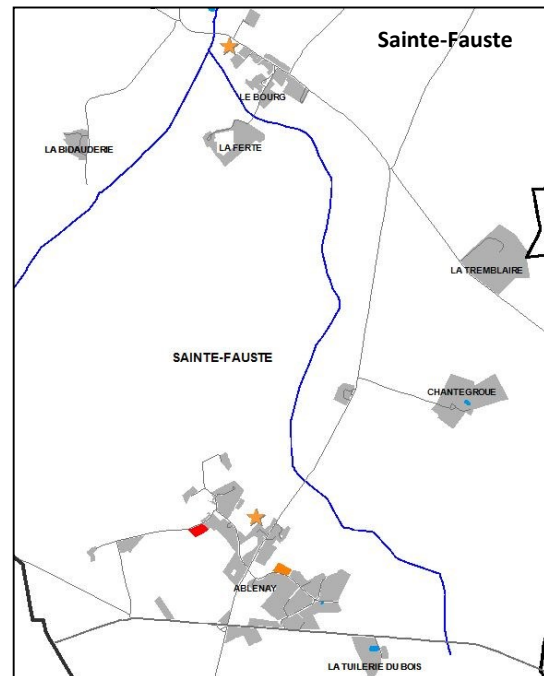 Sainte-Fauste
LE BOURG
LA BIDAUDERIE
LA FERTE
LA TREMBLAIRE
SAINTE-FAUSTE
CHANTEGROUE
ABLENAY
LA TUILERIE DU BOIS